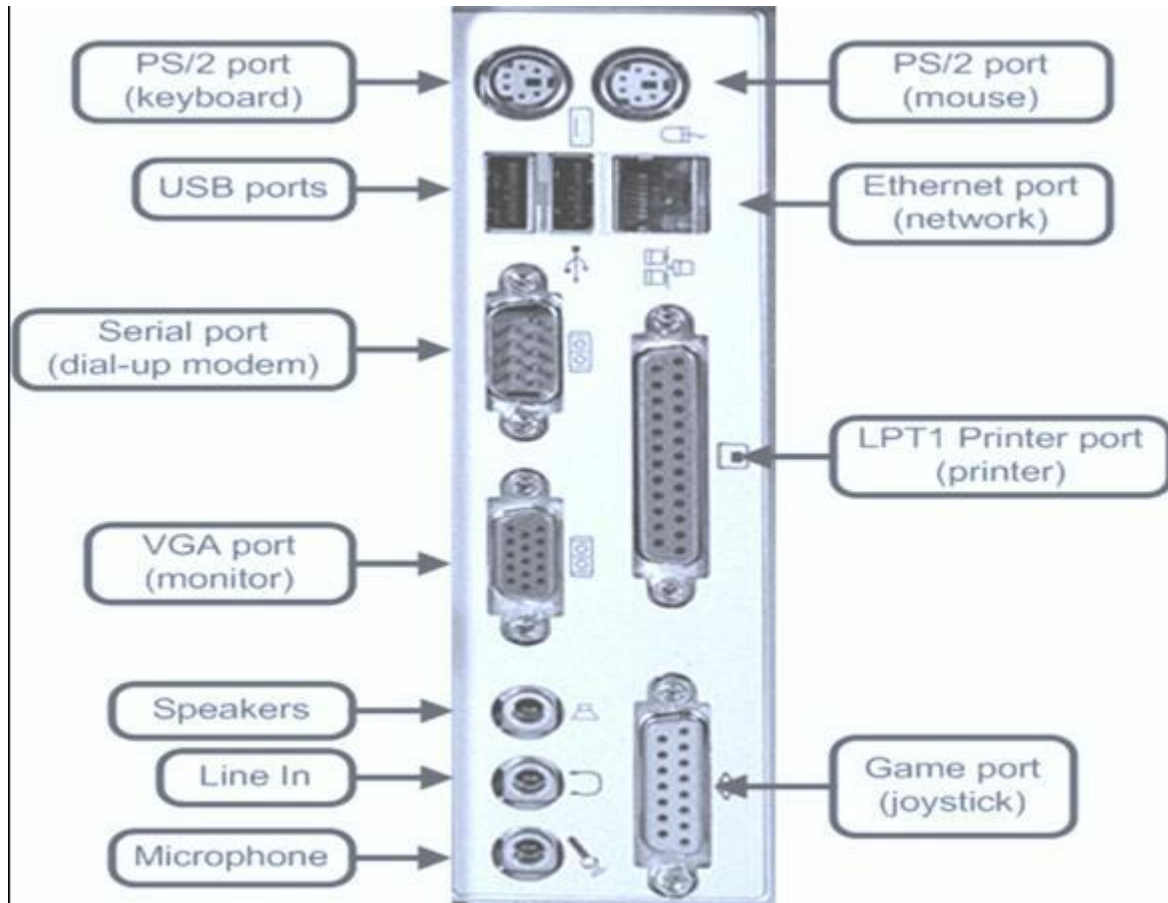 PS/2 port
(keyboard)
PS/2 port
(mouse)
USB ports
Ethernet port
(network)
Serial port
(dial-up modem)
LPT1 Printer port
(printer)
VGA port
(monitor)
Speakers
Line In
Game port
(joystick)
Microphone